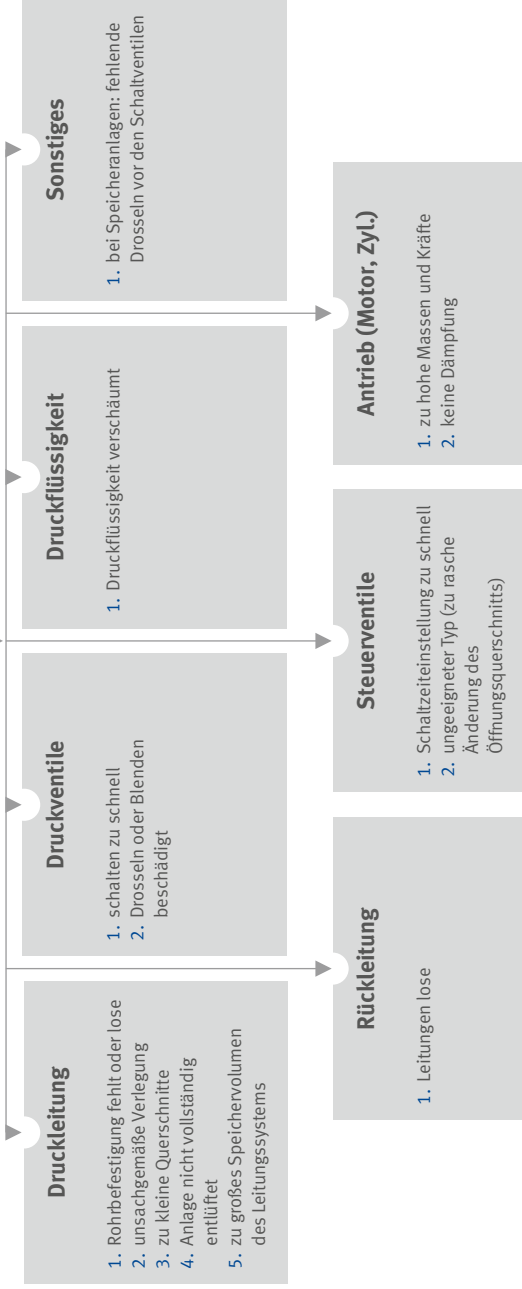 Druckleitung
1. Rohrbefestigung fehlt oder lose
2. unsachgemäße Verlegung
3. zu kleine Querschnitte
4. Anlage nicht vollständig
entlüftet
5. zu großes Speichervolumen
des Leitungssystems
Druckventile
1. schalten zu schnell
2. Drosseln oder Blenden
beschädigt
Druckflüssigkeit
1. Druckflüssigkeit verschäumt
Sonstiges
1. bei Speicheranlagen: fehlende
Drosseln vor den Schaltventilen
Rückleitung
1. Leitungen lose
Steuerventile
1. Schaltzeiteinstellung zu schnell
2. ungeeigneter Typ (zu rasche
Änderung des
Öffnungsquerschnitts)
Antrieb (Motor, Zyl.)
1. zu hohe Massen und Kräfte
2. keine Dämpfung